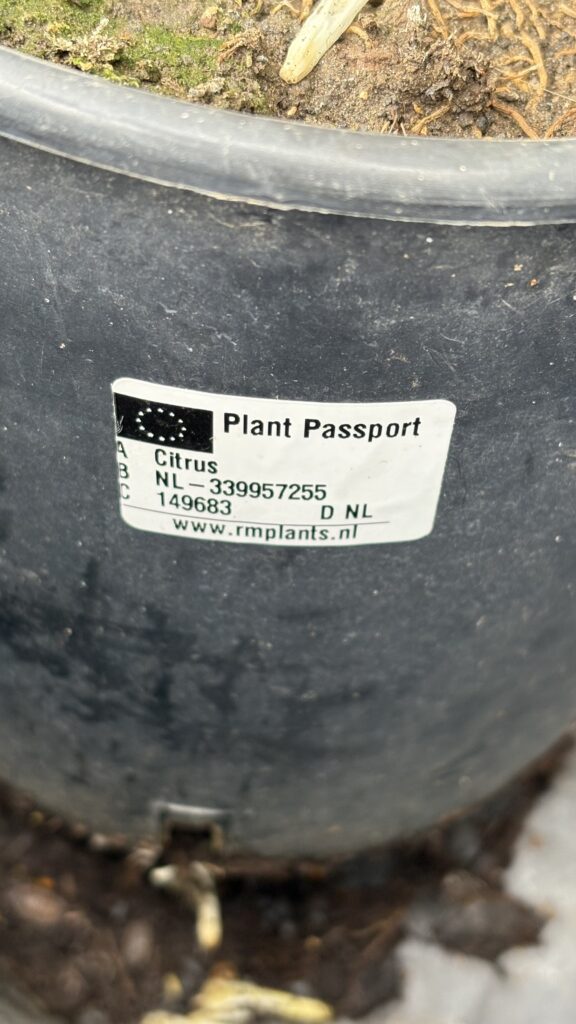 Plant Passport
A Citrus
B NL-339957255
C 149683 D NL
www.rmplants.nl